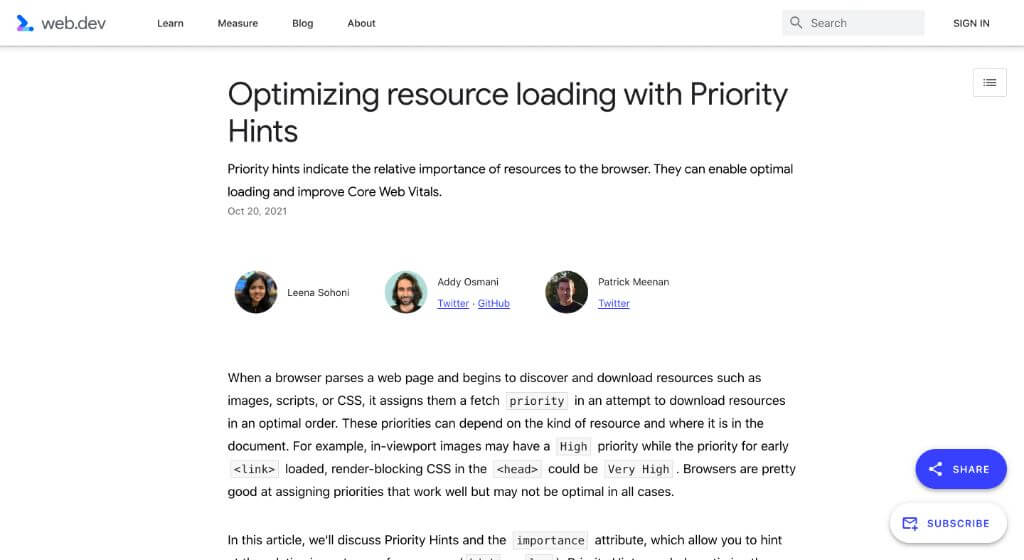 web.dev Learn Measure Blog About Search SIGN IN
Optimizing resource loading with Priority
Hints
Priority hints indicate the relative importance of resources to the browser. They can enable optimal
loading and improve Core Web Vitals.
Oct 20, 2021
Leena Sohoni
Addy Osmani
Twitter · GitHub
Patrick Meenan
Twitter
When a browser parses a web page and begins to discover and download resources such as
images, scripts, or CSS, it assigns them a fetch priority in an attempt to download resources
in an optimal order. These priorities can depend on the kind of resource and where it is in the
document. For example, in-viewport images may have a High priority while the priority for early
<link> loaded, render-blocking CSS in the <head> could be Very High. Browsers are pretty
good at assigning priorities that work well but may not be optimal in all cases.
SHARE
SUBSCRIBE
In this article, we'll discuss Priority Hints and the importance attribute, which allow you to hint